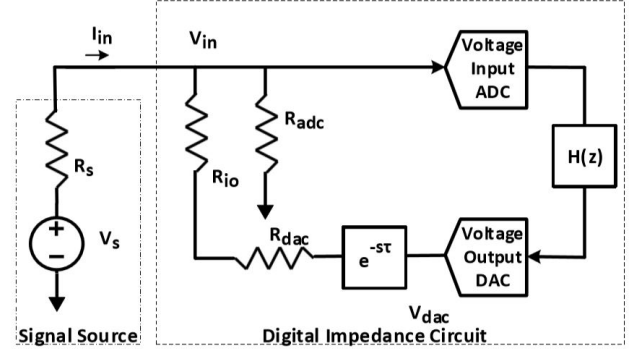 Iin
Vin
Voltage
Input
ADC
Radc
Rs
Rio
H(z)
Rdac
Vs
+
−
e-sτ
Voltage
Output
DAC
Vdac
Signal Source
Digital Impedance Circuit